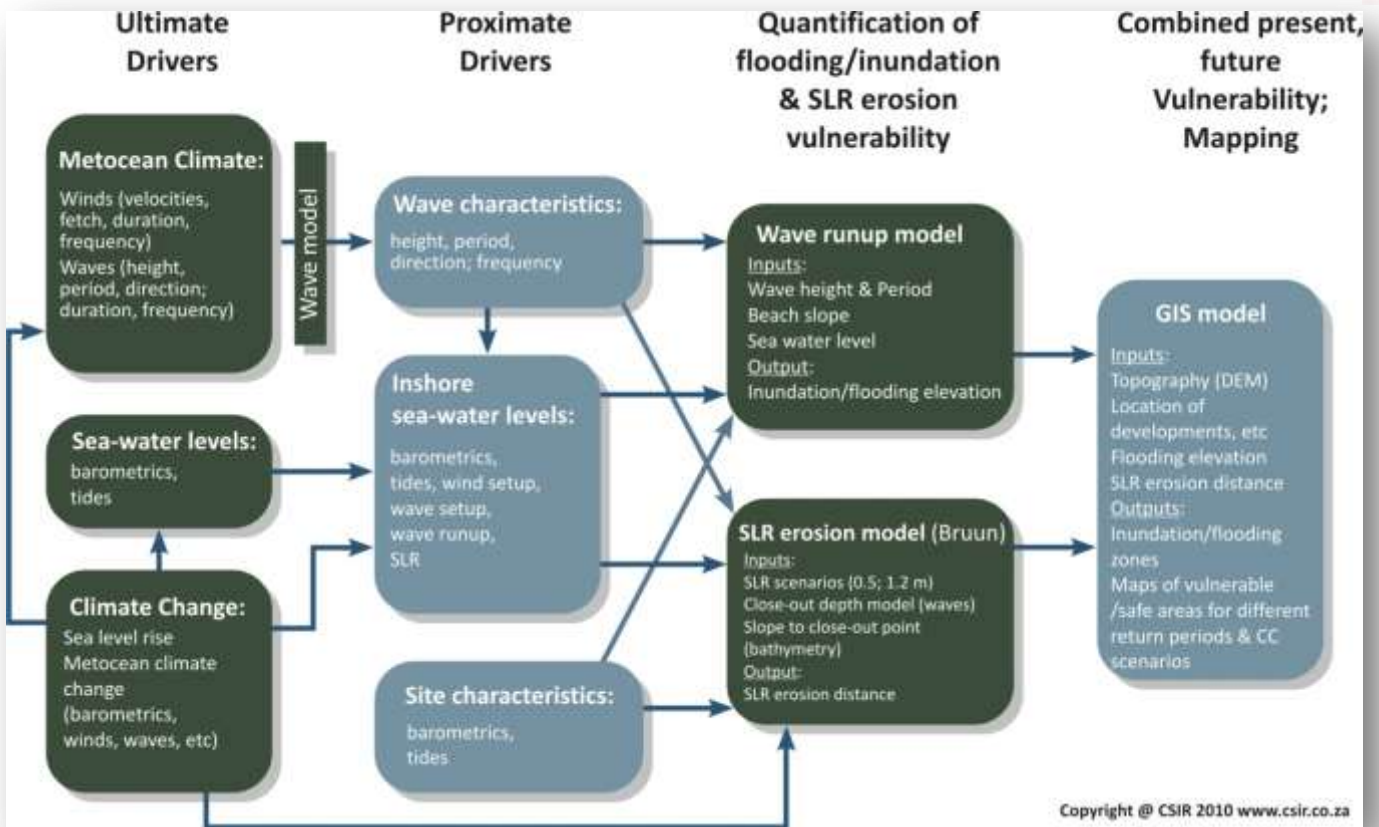 Ultimate
Drivers
Proximate
Drivers
Quantification of
flooding/inundation
& SLR erosion
vulnerability
Combined present,
future
Vulnerability;
Mapping
Metocean Climate:
Winds (velocities,
fetch, duration,
frequency)
Waves (height,
period, direction;
duration, frequency)
Wave model
Sea-water levels:
barometrics,
tides
Climate Change:
Sea level rise
Metocean climate
change
(barometrics,
winds, waves, etc)
Wave characteristics:
height, period,
direction; frequency
Inshore
sea-water levels:
barometrics,
tides, wind setup,
wave setup,
wave runup,
SLR
Site characteristics:
barometrics,
tides
Wave runup model
Inputs:
Wave height & Period
Beach slope
Sea water level
Output:
Inundation/flooding elevation
SLR erosion model (Bruun)
Inputs:
SLR scenarios (0.5; 1.2 m)
Close-out depth model (waves)
Slope to close-out point
(bathymetry)
Output:
SLR erosion distance
GIS model
Inputs:
Topography (DEM)
Location of
developments, etc
Flooding elevation
SLR erosion distance
Outputs:
Inundation/flooding
zones
Maps of vulnerable
/safe areas for different
return periods & CC
scenarios
Copyright @ CSIR 2010 www.csir.co.za